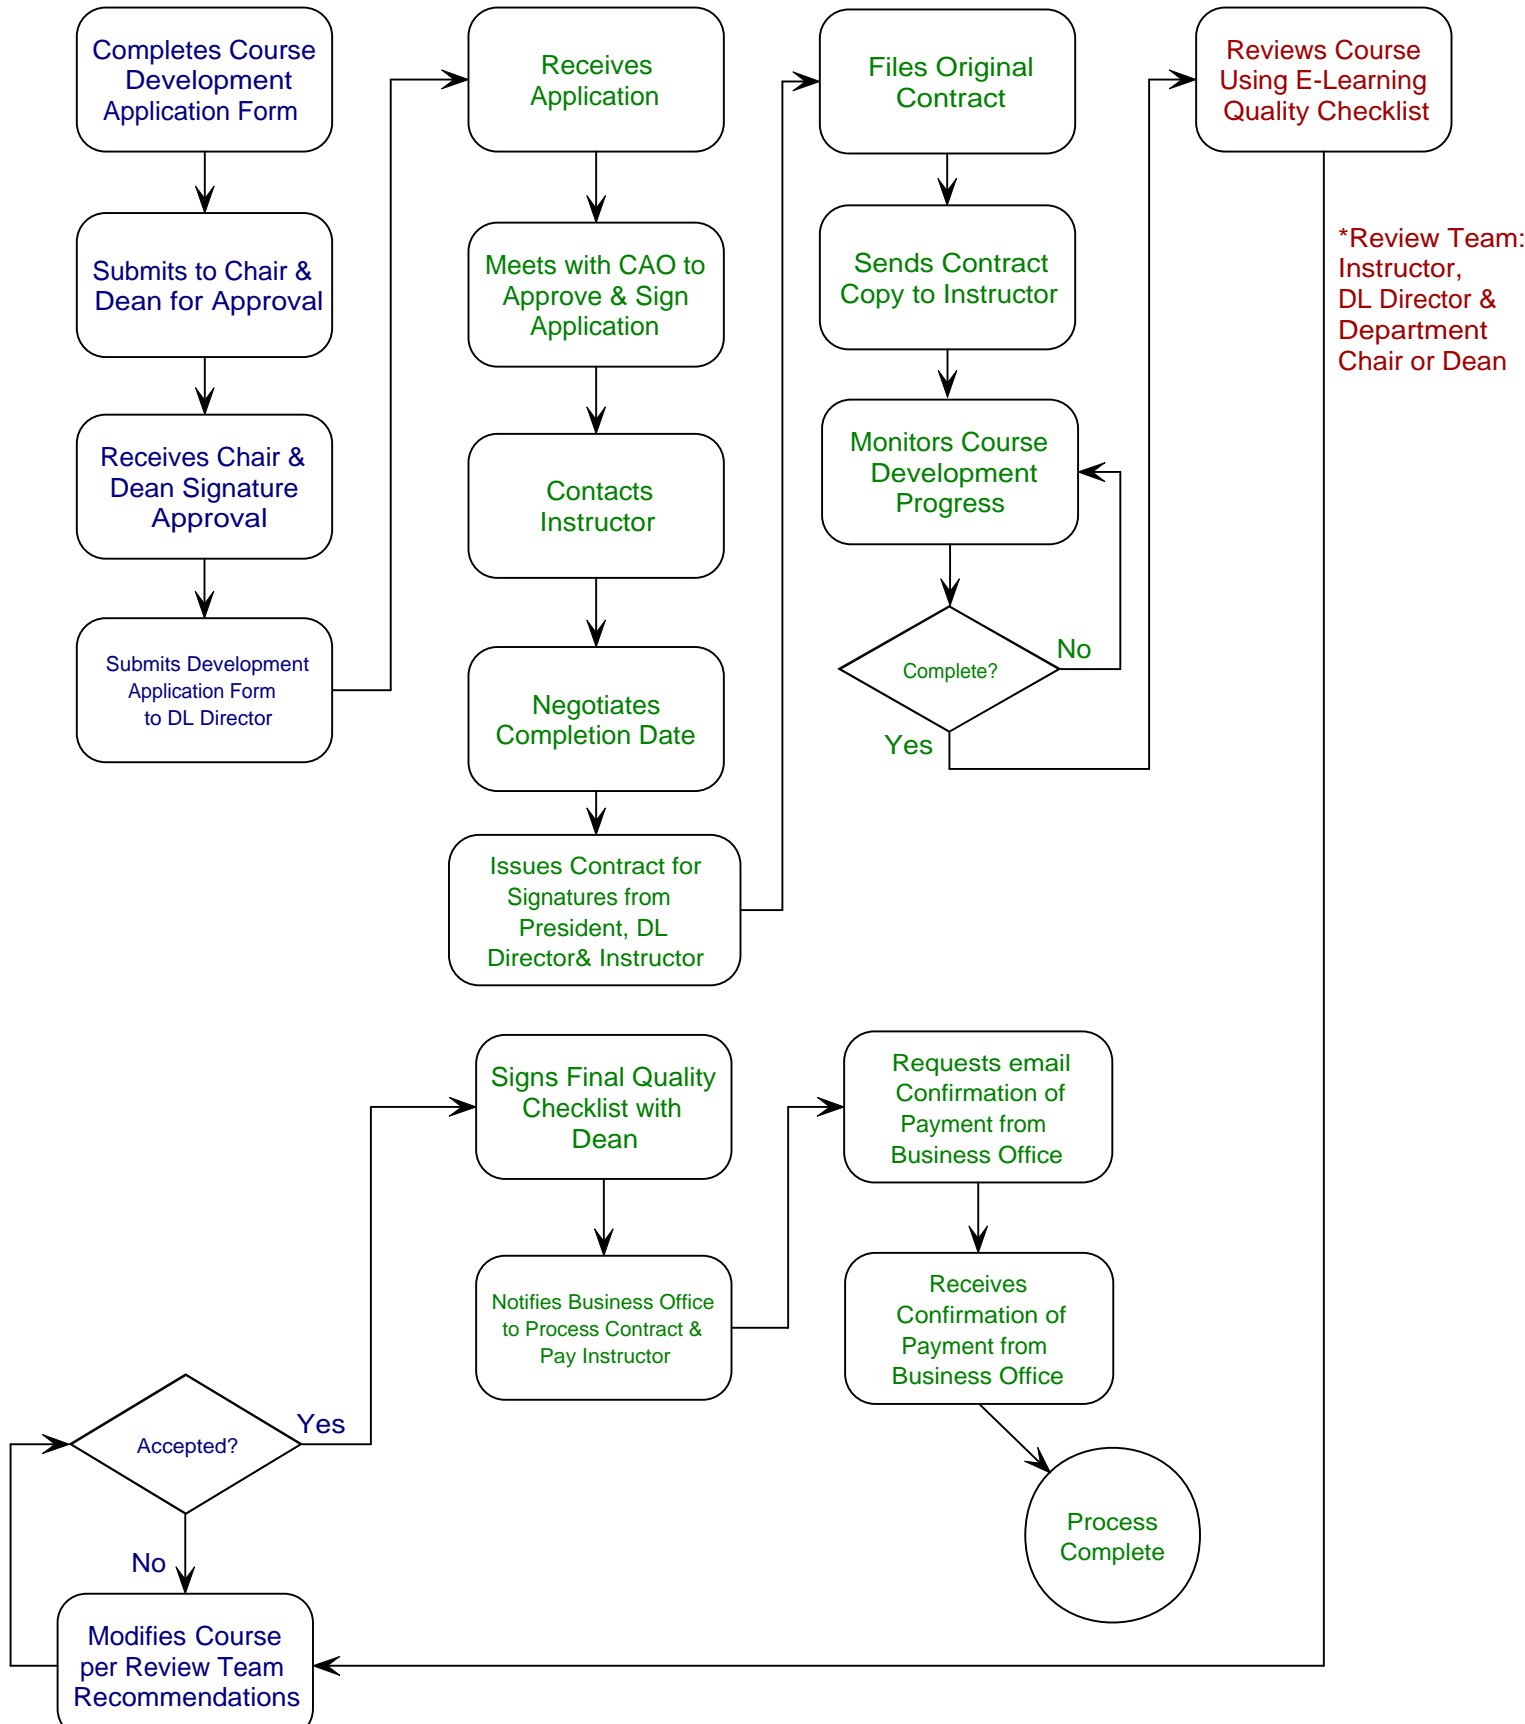 Completes Course
Development
Application Form
Submits to Chair &
Dean for Approval
Receives Chair &
Dean Signature
Approval
Submits Development
Application Form
to DL Director
Receives
Application
Meets with CAO to
Approve & Sign
Application
Contacts
Instructor
Negotiates
Completion Date
Issues Contract for
Signatures from
President, DL
Director& Instructor
Files Original
Contract
Sends Contract
Copy to Instructor
Monitors Course
Development
Progress
Complete?
No
Yes
Reviews Course
Using E-Learning
Quality Checklist
*Review Team:
Instructor,
DL Director &
Department
Chair or Dean
Modifies Course
per Review Team
Recommendations
Accepted?
No
Yes
Signs Final Quality
Checklist with
Dean
Notifies Business Office
to Process Contract &
Pay Instructor
Requests email
Confirmation of
Payment from
Business Office
Receives
Confirmation of
Payment from
Business Office
Process
Complete